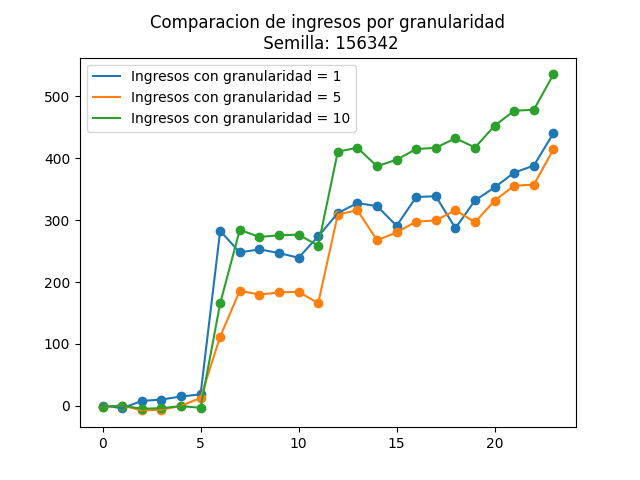 Comparacion de ingresos por granularidad
Semilla: 156342
Ingresos con granularidad = 1
Ingresos con granularidad = 5
Ingresos con granularidad = 10
500
400
300
200
100
0
0 5 10 15 20